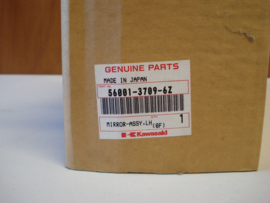 GENUINE PARTS
MADE IN JAPAN
56001-3709-6Z
MIRROR-ASSY,LH (GF) 1
Kawasaki